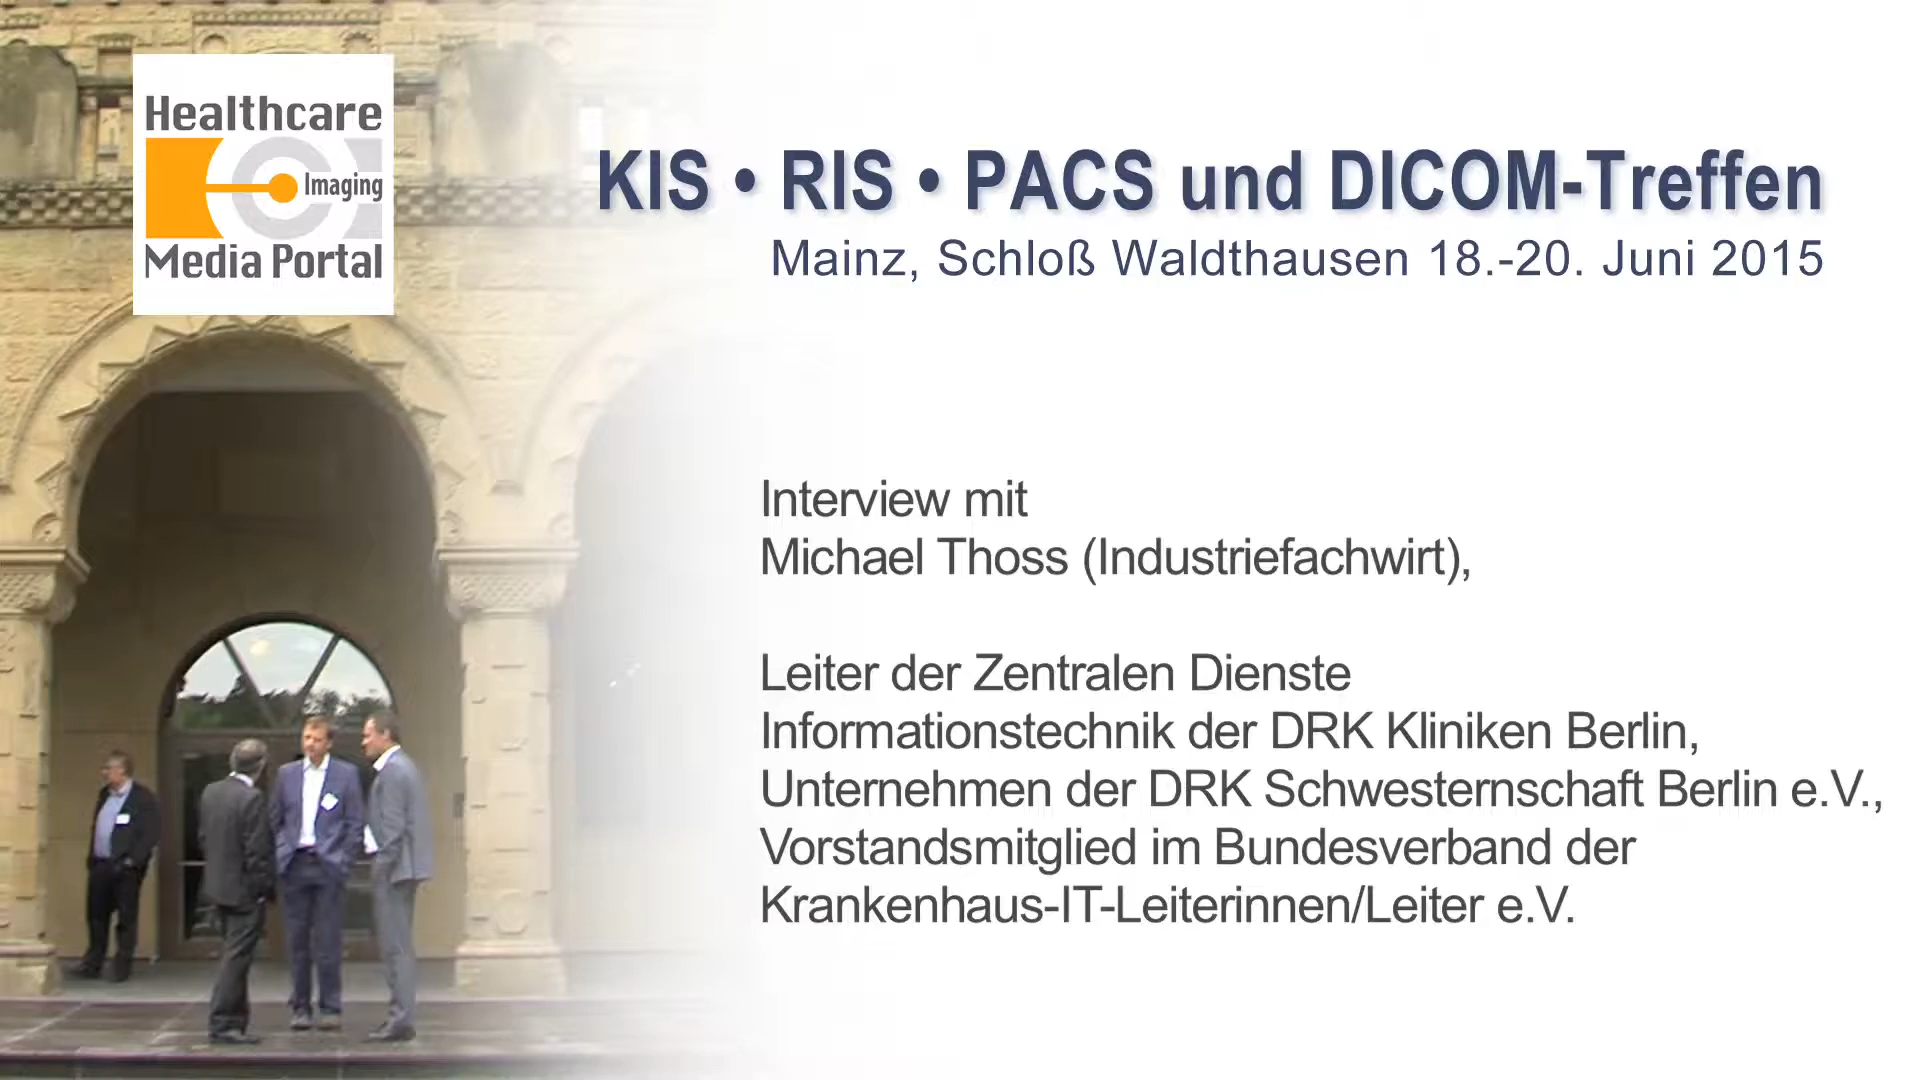 Healthcare
Imaging
Media Portal
KIS • RIS • PACS und DICOM-Treffen
Mainz, Schloß Waldthausen 18.-20. Juni 2015
Interview mit
Michael Thoss (Industriefachwirt),
Leiter der Zentralen Dienste
Informationstechnik der DRK Kliniken Berlin,
Unternehmen der DRK Schwesternschaft Berlin e.V.,
Vorstandsmitglied im Bundesverband der
Krankenhaus-IT-Leiterinnen/Leiter e.V.